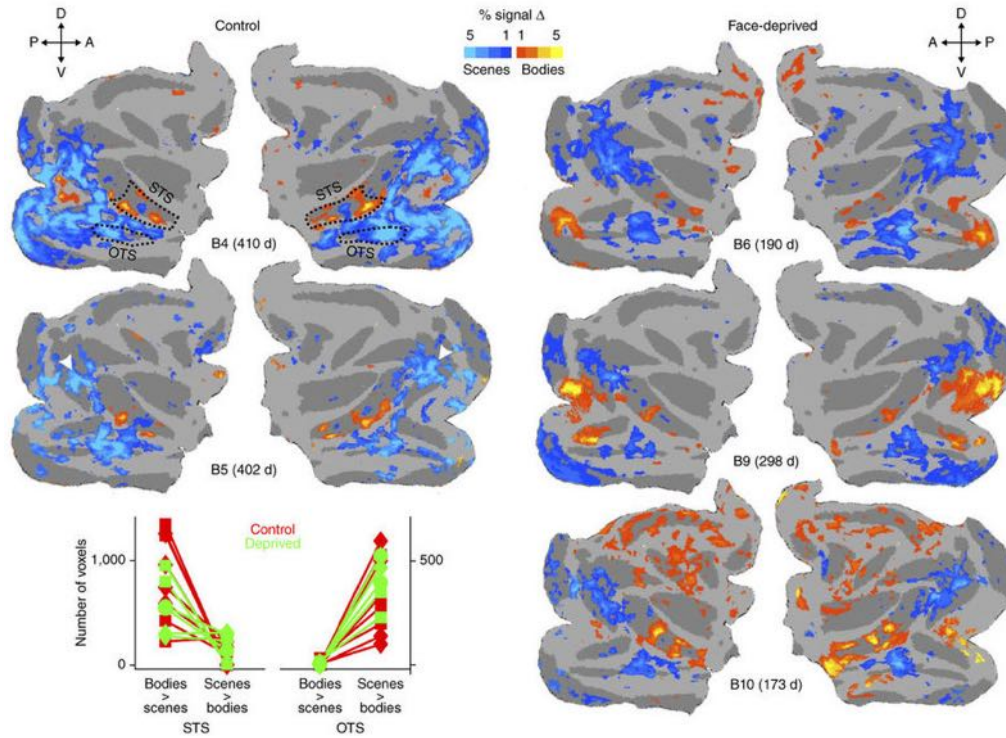 D
P A
V
Control
% signal Δ
5 1 1 5
Scenes Bodies
Face-deprived
D
A P
V
STS
OTS
B4 (410 d)
STS
OTS
B6 (190 d)
B5 (402 d)
B9 (298 d)
Number of voxels
1,000
0
Control
Deprived
500
0
Bodies
>
scenes
Scenes
>
bodies
STS
Bodies
>
scenes
Scenes
>
bodies
OTS
B10 (173 d)